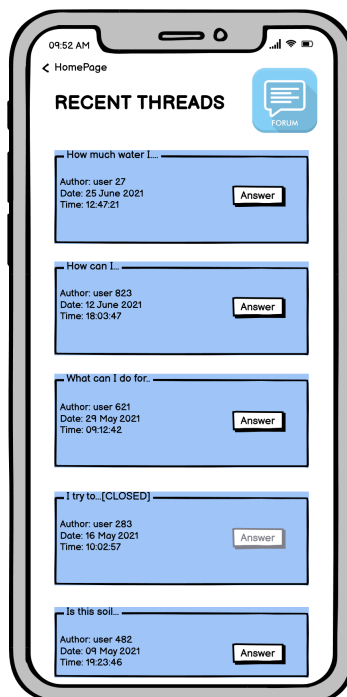 09:52 AM
HomePage
RECENT THREADS
FORUM
How much water I....
Author: user 27
Date: 25 June 2021
Time: 12:47:21
Answer
How can I...
Author: user 823
Date: 12 June 2021
Time: 18:03:47
Answer
What can I do for..
Author: user 621
Date: 29 May 2021
Time: 09:12:42
Answer
I try to...[CLOSED]
Author: user 283
Date: 16 May 2021
Time: 10:02:57
Answer
Is this soil...
Author: user 482
Date: 09 May 2021
Time: 19:23:46
Answer